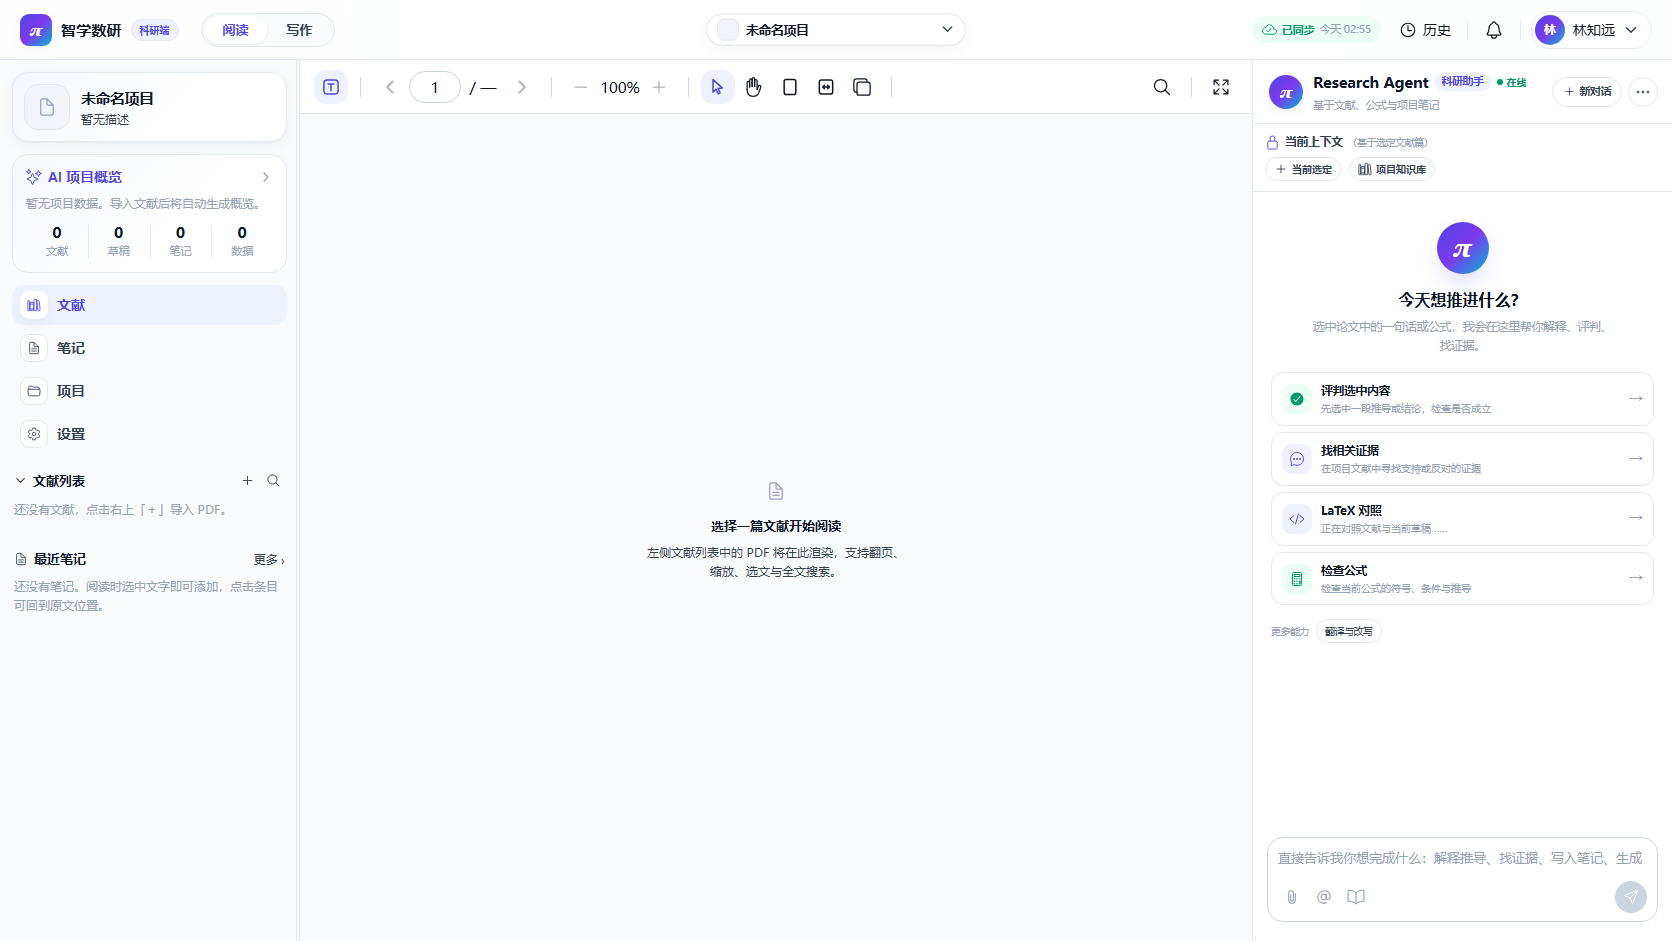 π 智学数研 科研端 阅读 写作
未命名项目
已同步 今天 02:55 历史 林 林知远
未命名项目
暂无描述
AI 项目概览
暂无项目数据。导入文献后将自动生成概览。
0 0 0 0
文献 草稿 笔记 数据
文献
笔记
项目
设置
文献列表
还没有文献，点击右上「+」导入 PDF。
最近笔记 更多 ›
还没有笔记。阅读时选中文字即可添加，点击条目
可回到原文位置。
T 1 / — 100%
选择一篇文献开始阅读
左侧文献列表中的 PDF 将在此渲染，支持翻页、
缩放、选文与全文搜索。
π Research Agent 科研助手 在线
基于文献、公式与项目笔记
+ 新对话
当前上下文 （基于选定文献篇）
+ 当前选定 项目知识库
π
今天想推进什么？
选中论文中的一句话或公式，我会在这里帮你解释、评判、
找证据。
评判选中内容
先选中一段推导或结论，检查是否成立
找相关证据
在项目文献中寻找支持或反对的证据
LaTeX 对照
正在对照文献与当前草稿……
检查公式
检查当前公式的符号、条件与推导
更多能力 翻译与改写
直接告诉我你想完成什么：解释推导、找证据、写入笔记、生成